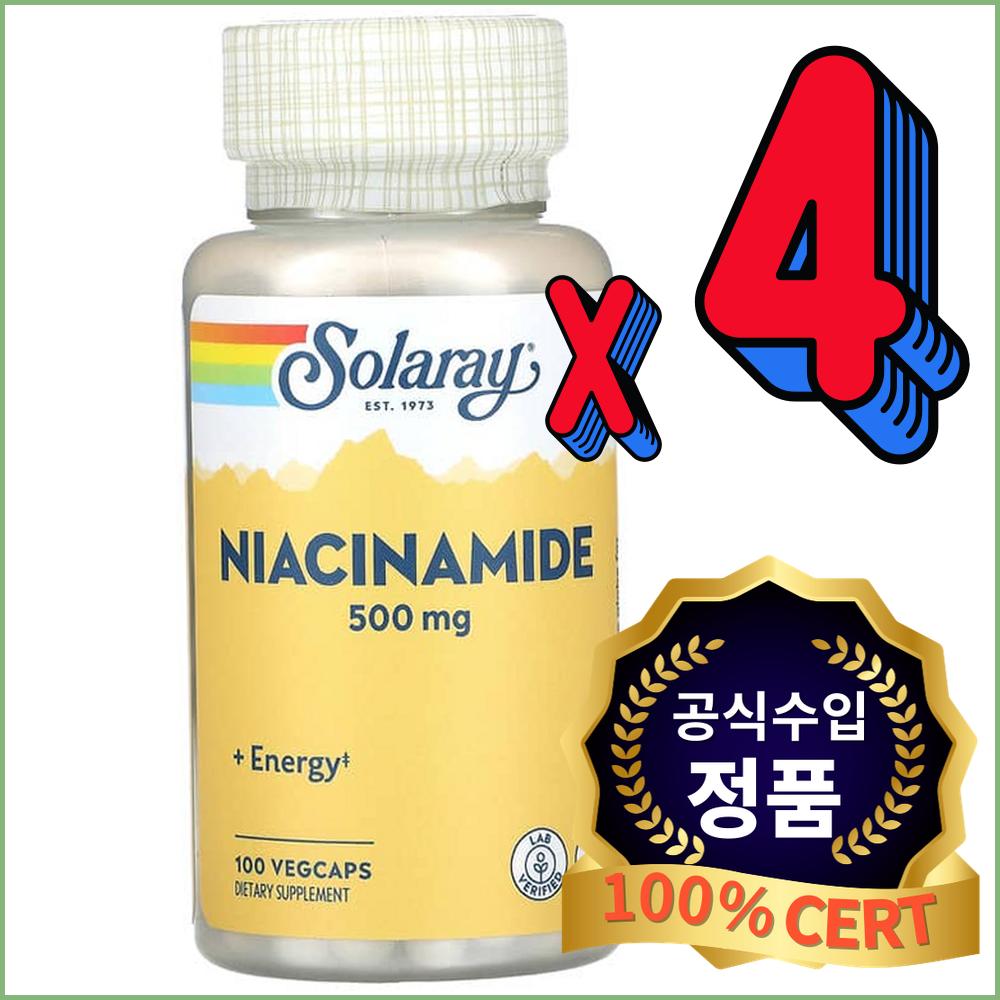 x 4
Solaray®
EST. 1973
NIACINAMIDE
500 mg
+ Energy‡
100 VEGCAPS
DIETARY SUPPLEMENT
LAB
VERIFIED
공식수입
정품
100% CERT